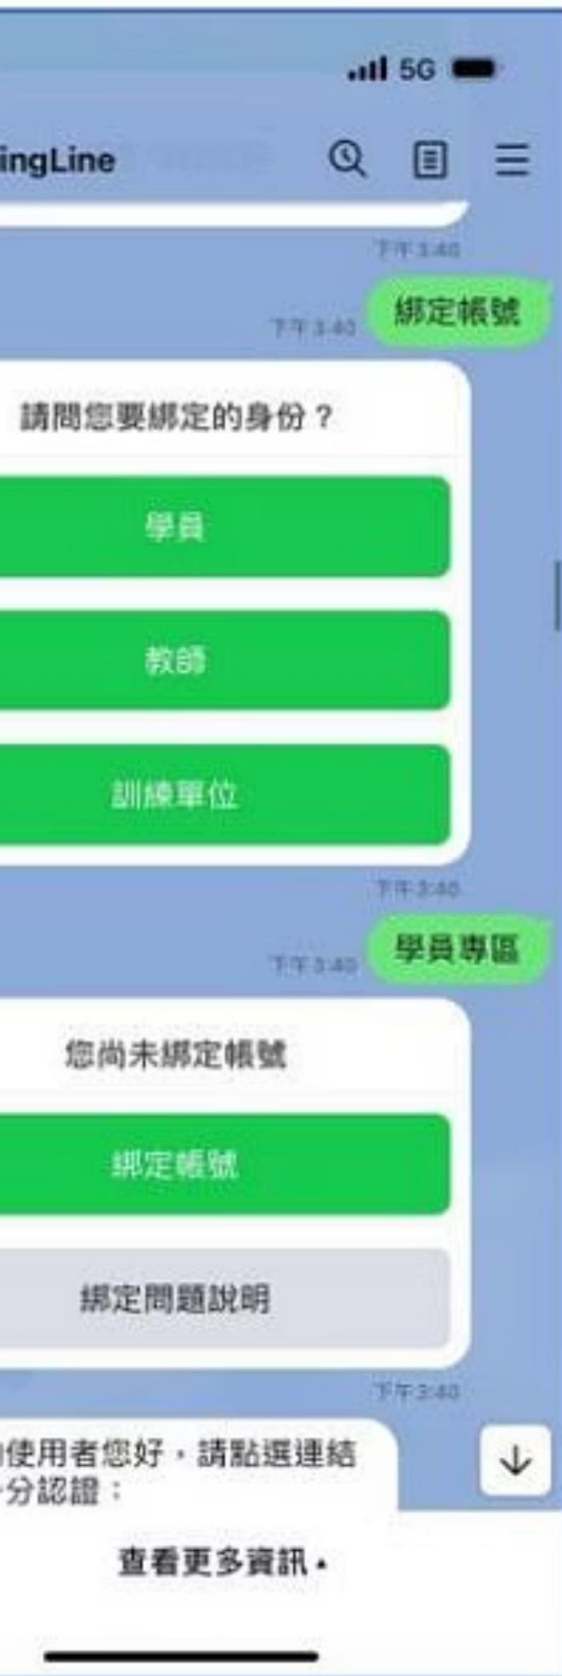 5G
ingLine
下午 3:40
綁定帳號
下午 3:40
請問您要綁定的身份？
學員
教師
訓練單位
下午 3:40
學員專區
下午 3:40
您尚未綁定帳號
綁定帳號
綁定問題說明
下午 3:40
使用者您好，請點選連結
分認證：
查看更多資訊